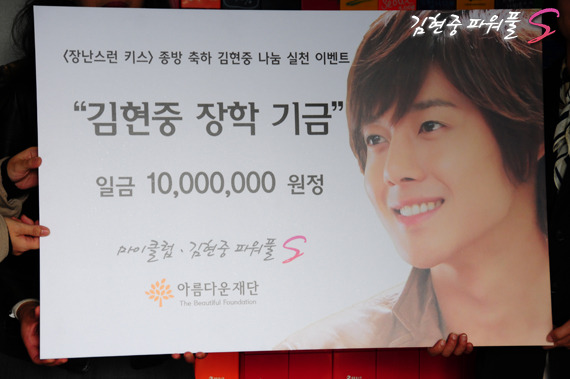 김현중 파워풀 S
<장난스런 키스> 종방 축하 김현중 나눔 실천 이벤트
"김현중 장학 기금"
일금 10,000,000 원정
마이클럽 · 김현중 파워풀 S
아름다운재단
The Beautiful Foundation